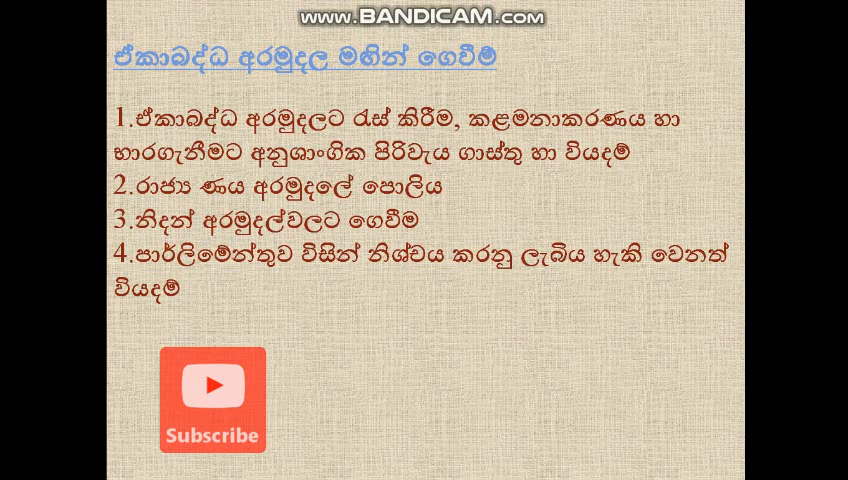 www.BANDICAM.com
ඒකාබද්ධ අරමුදල මඟින් ගෙවීම්
1.ඒකාබද්ධ අරමුදලට රැස් කිරීම, කළමනාකරණය හා
භාරගැනීමට අනුශාංගික පිරිවැය ගාස්තු හා වියදම්
2.රාජ්‍ය ණය අරමුදලේ පොලිය
3.නිදන් අරමුදල්වලට ගෙවීම
4.පාර්ලිමේන්තුව විසින් නිශ්චය කරනු ලැබිය හැකි වෙනත්
වියදම්
Subscribe